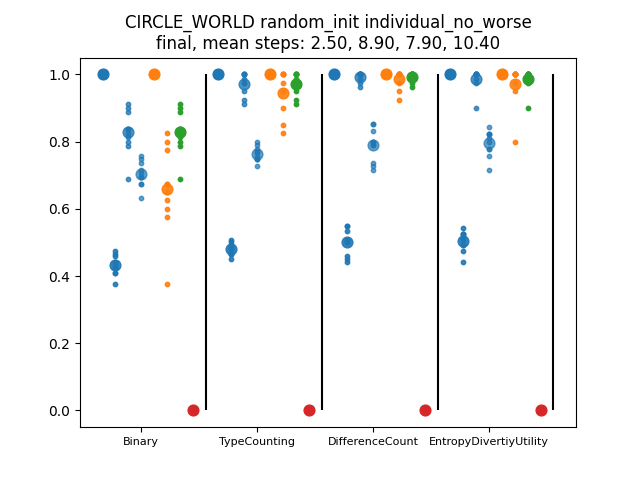 CIRCLE_WORLD random_init individual_no_worse
final, mean steps: 2.50, 8.90, 7.90, 10.40
1.0
0.8
0.6
0.4
0.2
0.0
Binary TypeCounting DifferenceCount EntropyDivertiyUtility